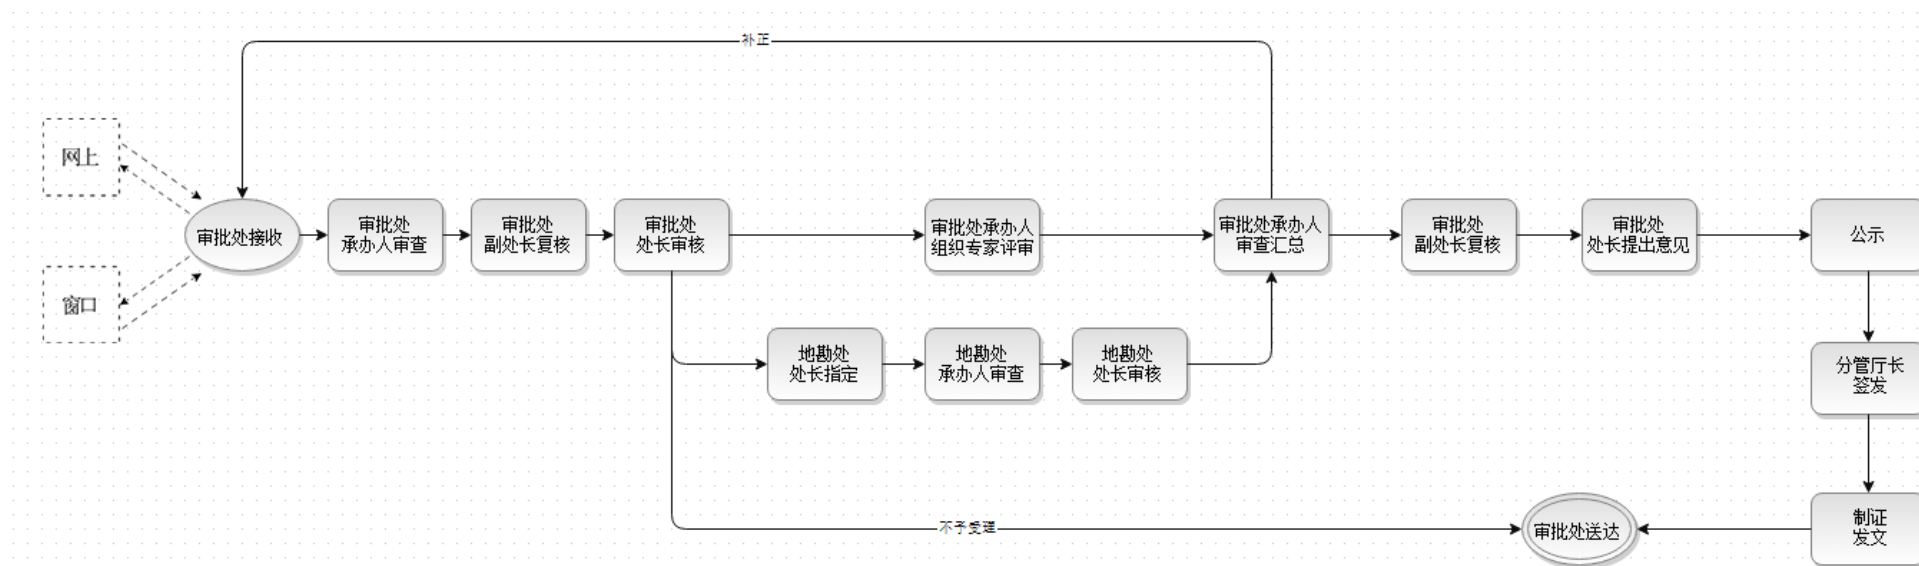 补正
网上
窗口
审批处接收
审批处
承办人审查
审批处
副处长复核
审批处
处长审核
审批处承办人
组织专家评审
审批处承办人
审查汇总
审批处
副处长复核
审批处
处长提出意见
公示
地勘处
处长指定
地勘处
承办人审查
地勘处
处长审核
分管厅长
签发
不予受理
审批处送达
制证
发文